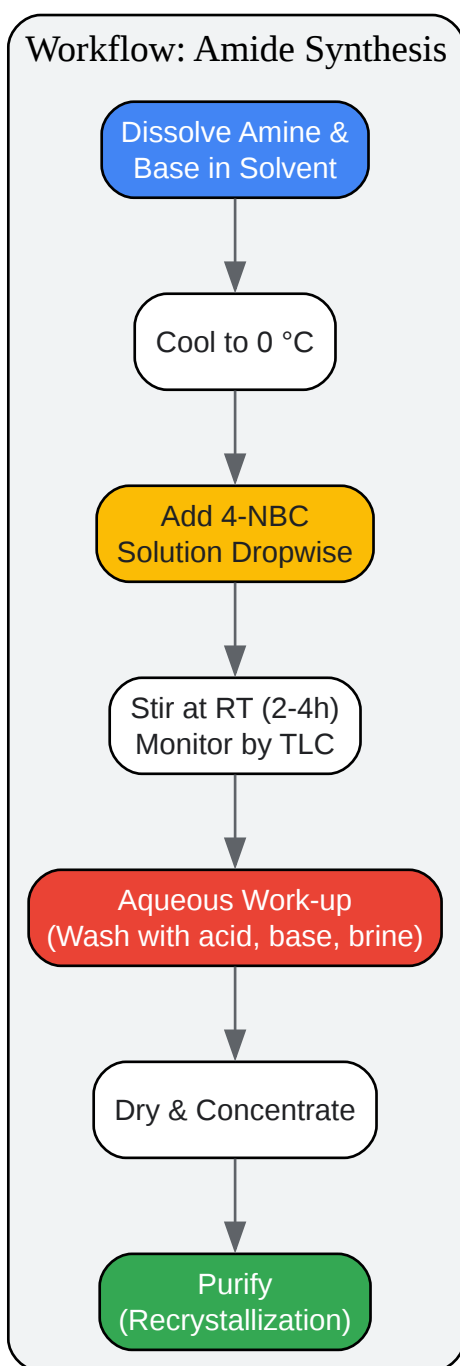 Workflow: Amide Synthesis
Dissolve Amine &
Base in Solvent
Cool to 0 °C
Add 4-NBC
Solution Dropwise
Stir at RT (2-4h)
Monitor by TLC
Aqueous Work-up
(Wash with acid, base, brine)
Dry & Concentrate
Purify
(Recrystallization)